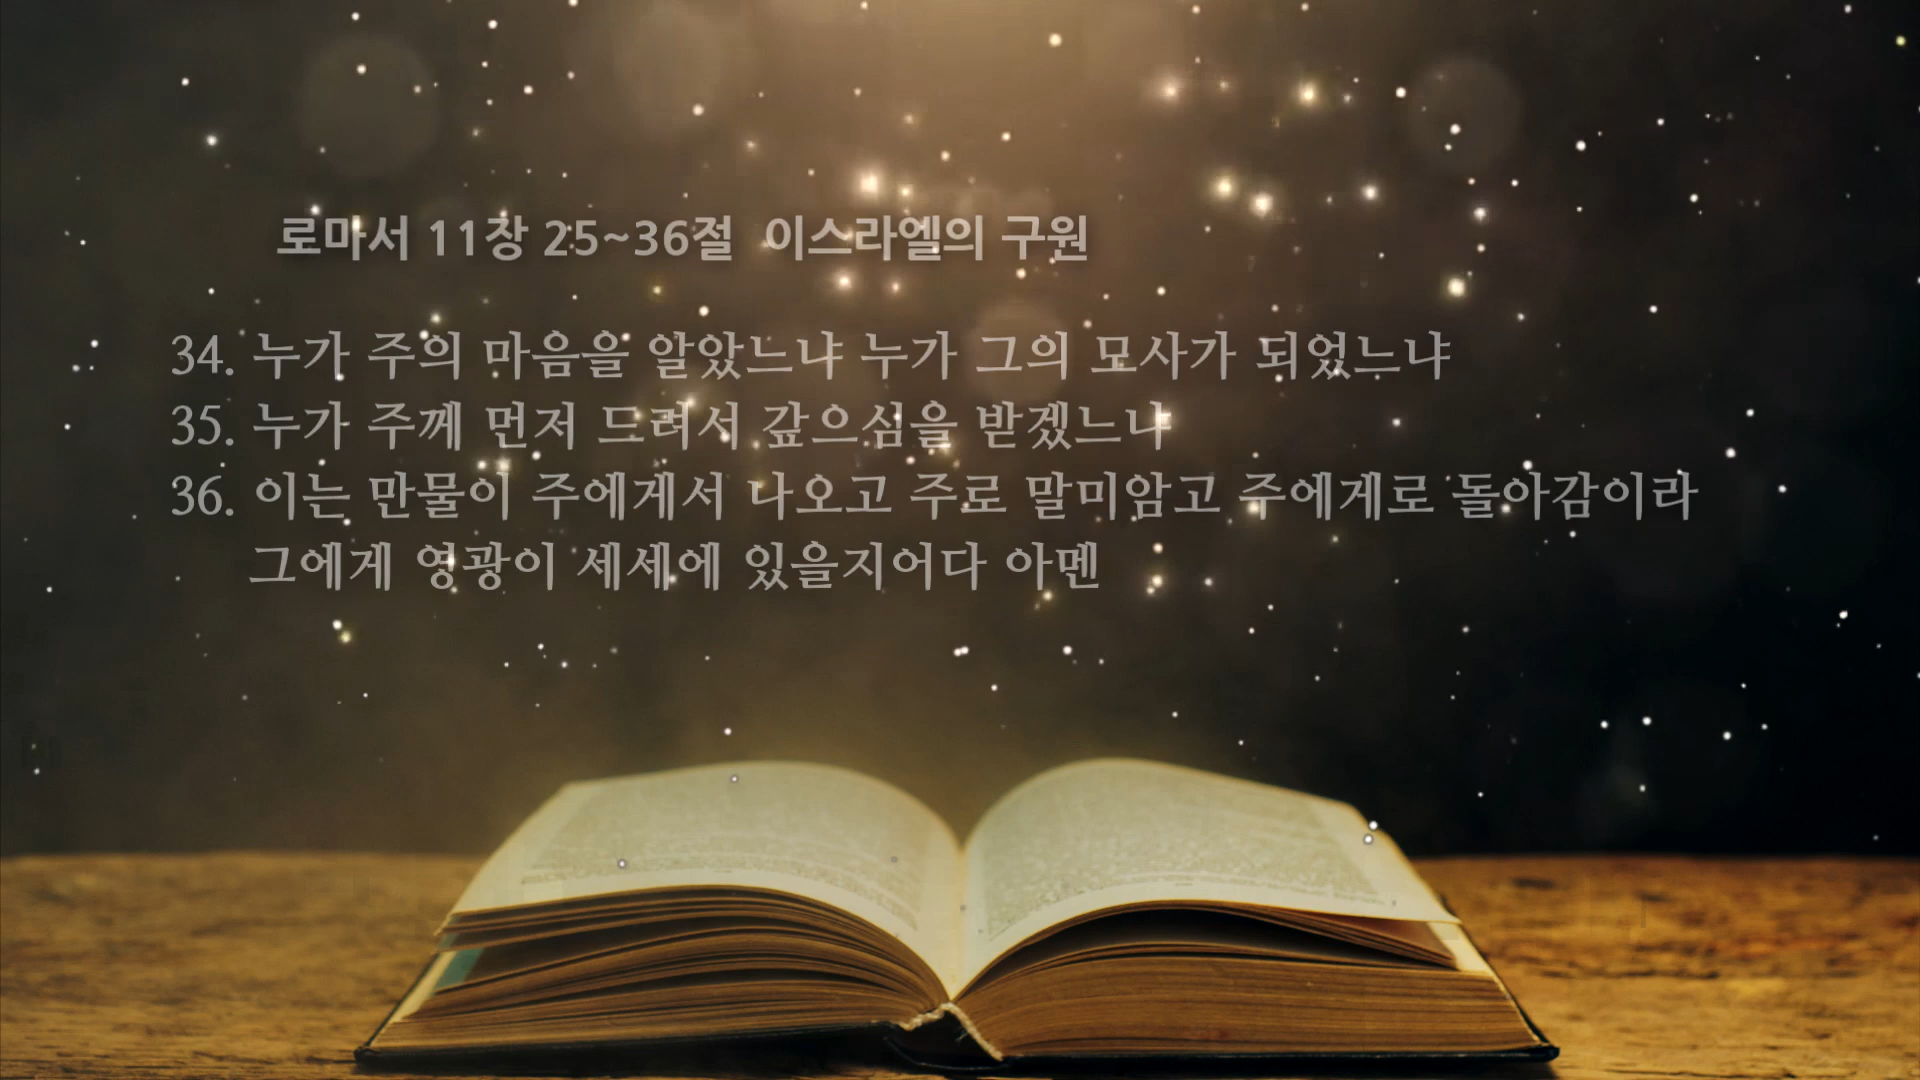 로마서 11장 25~36절 이스라엘의 구원
34. 누가 주의 마음을 알았느냐 누가 그의 모사가 되었느냐
35. 누가 주께 먼저 드려서 갚으심을 받겠느냐
36. 이는 만물이 주에게서 나오고 주로 말미암고 주에게로 돌아감이라
그에게 영광이 세세에 있을지어다 아멘